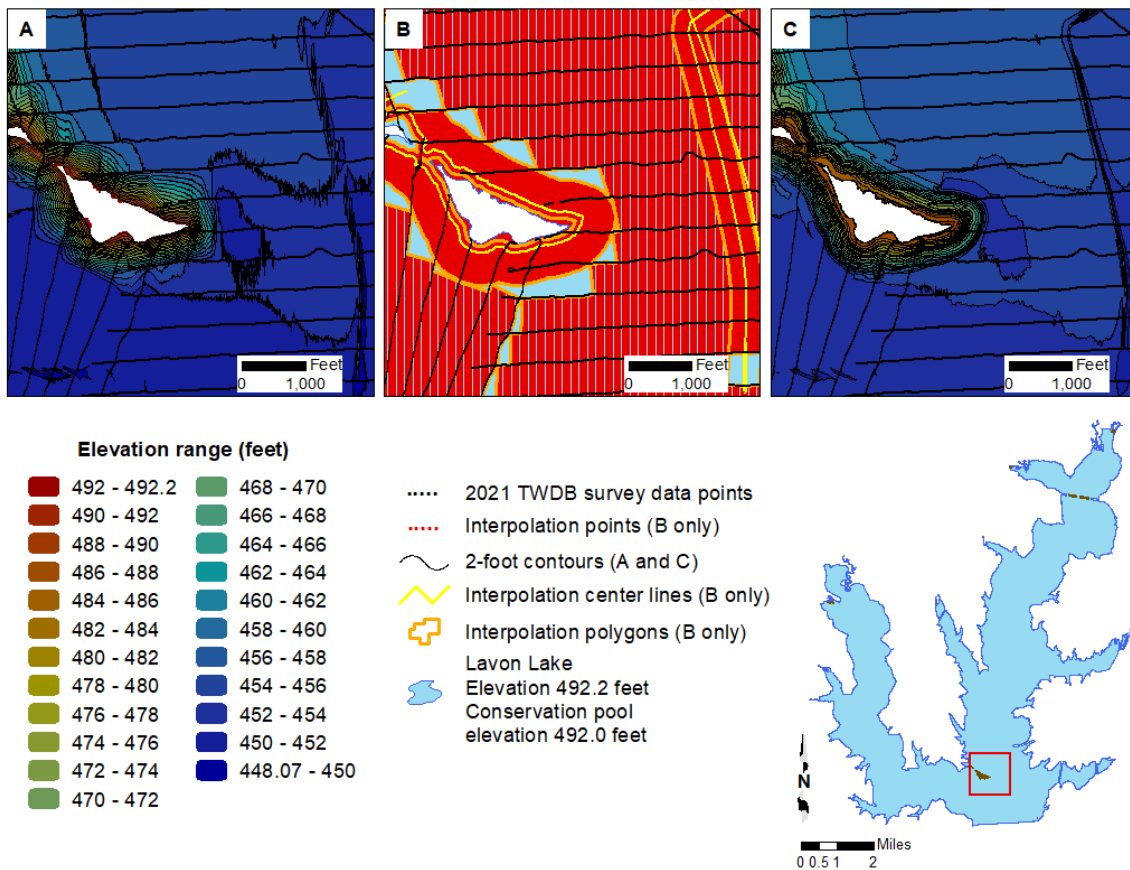 A
B
C
Feet
0 1,000
Feet
0 1,000
Feet
0 1,000
Elevation range (feet)
492 - 492.2
490 - 492
488 - 490
486 - 488
484 - 486
482 - 484
480 - 482
478 - 480
476 - 478
474 - 476
472 - 474
470 - 472
468 - 470
466 - 468
464 - 466
462 - 464
460 - 462
458 - 460
456 - 458
454 - 456
452 - 454
450 - 452
448.07 - 450
2021 TWDB survey data points
Interpolation points (B only)
2-foot contours (A and C)
Interpolation center lines (B only)
Interpolation polygons (B only)
Lavon Lake
Elevation 492.2 feet
Conservation pool
elevation 492.0 feet
N
Miles
0 0.5 1 2